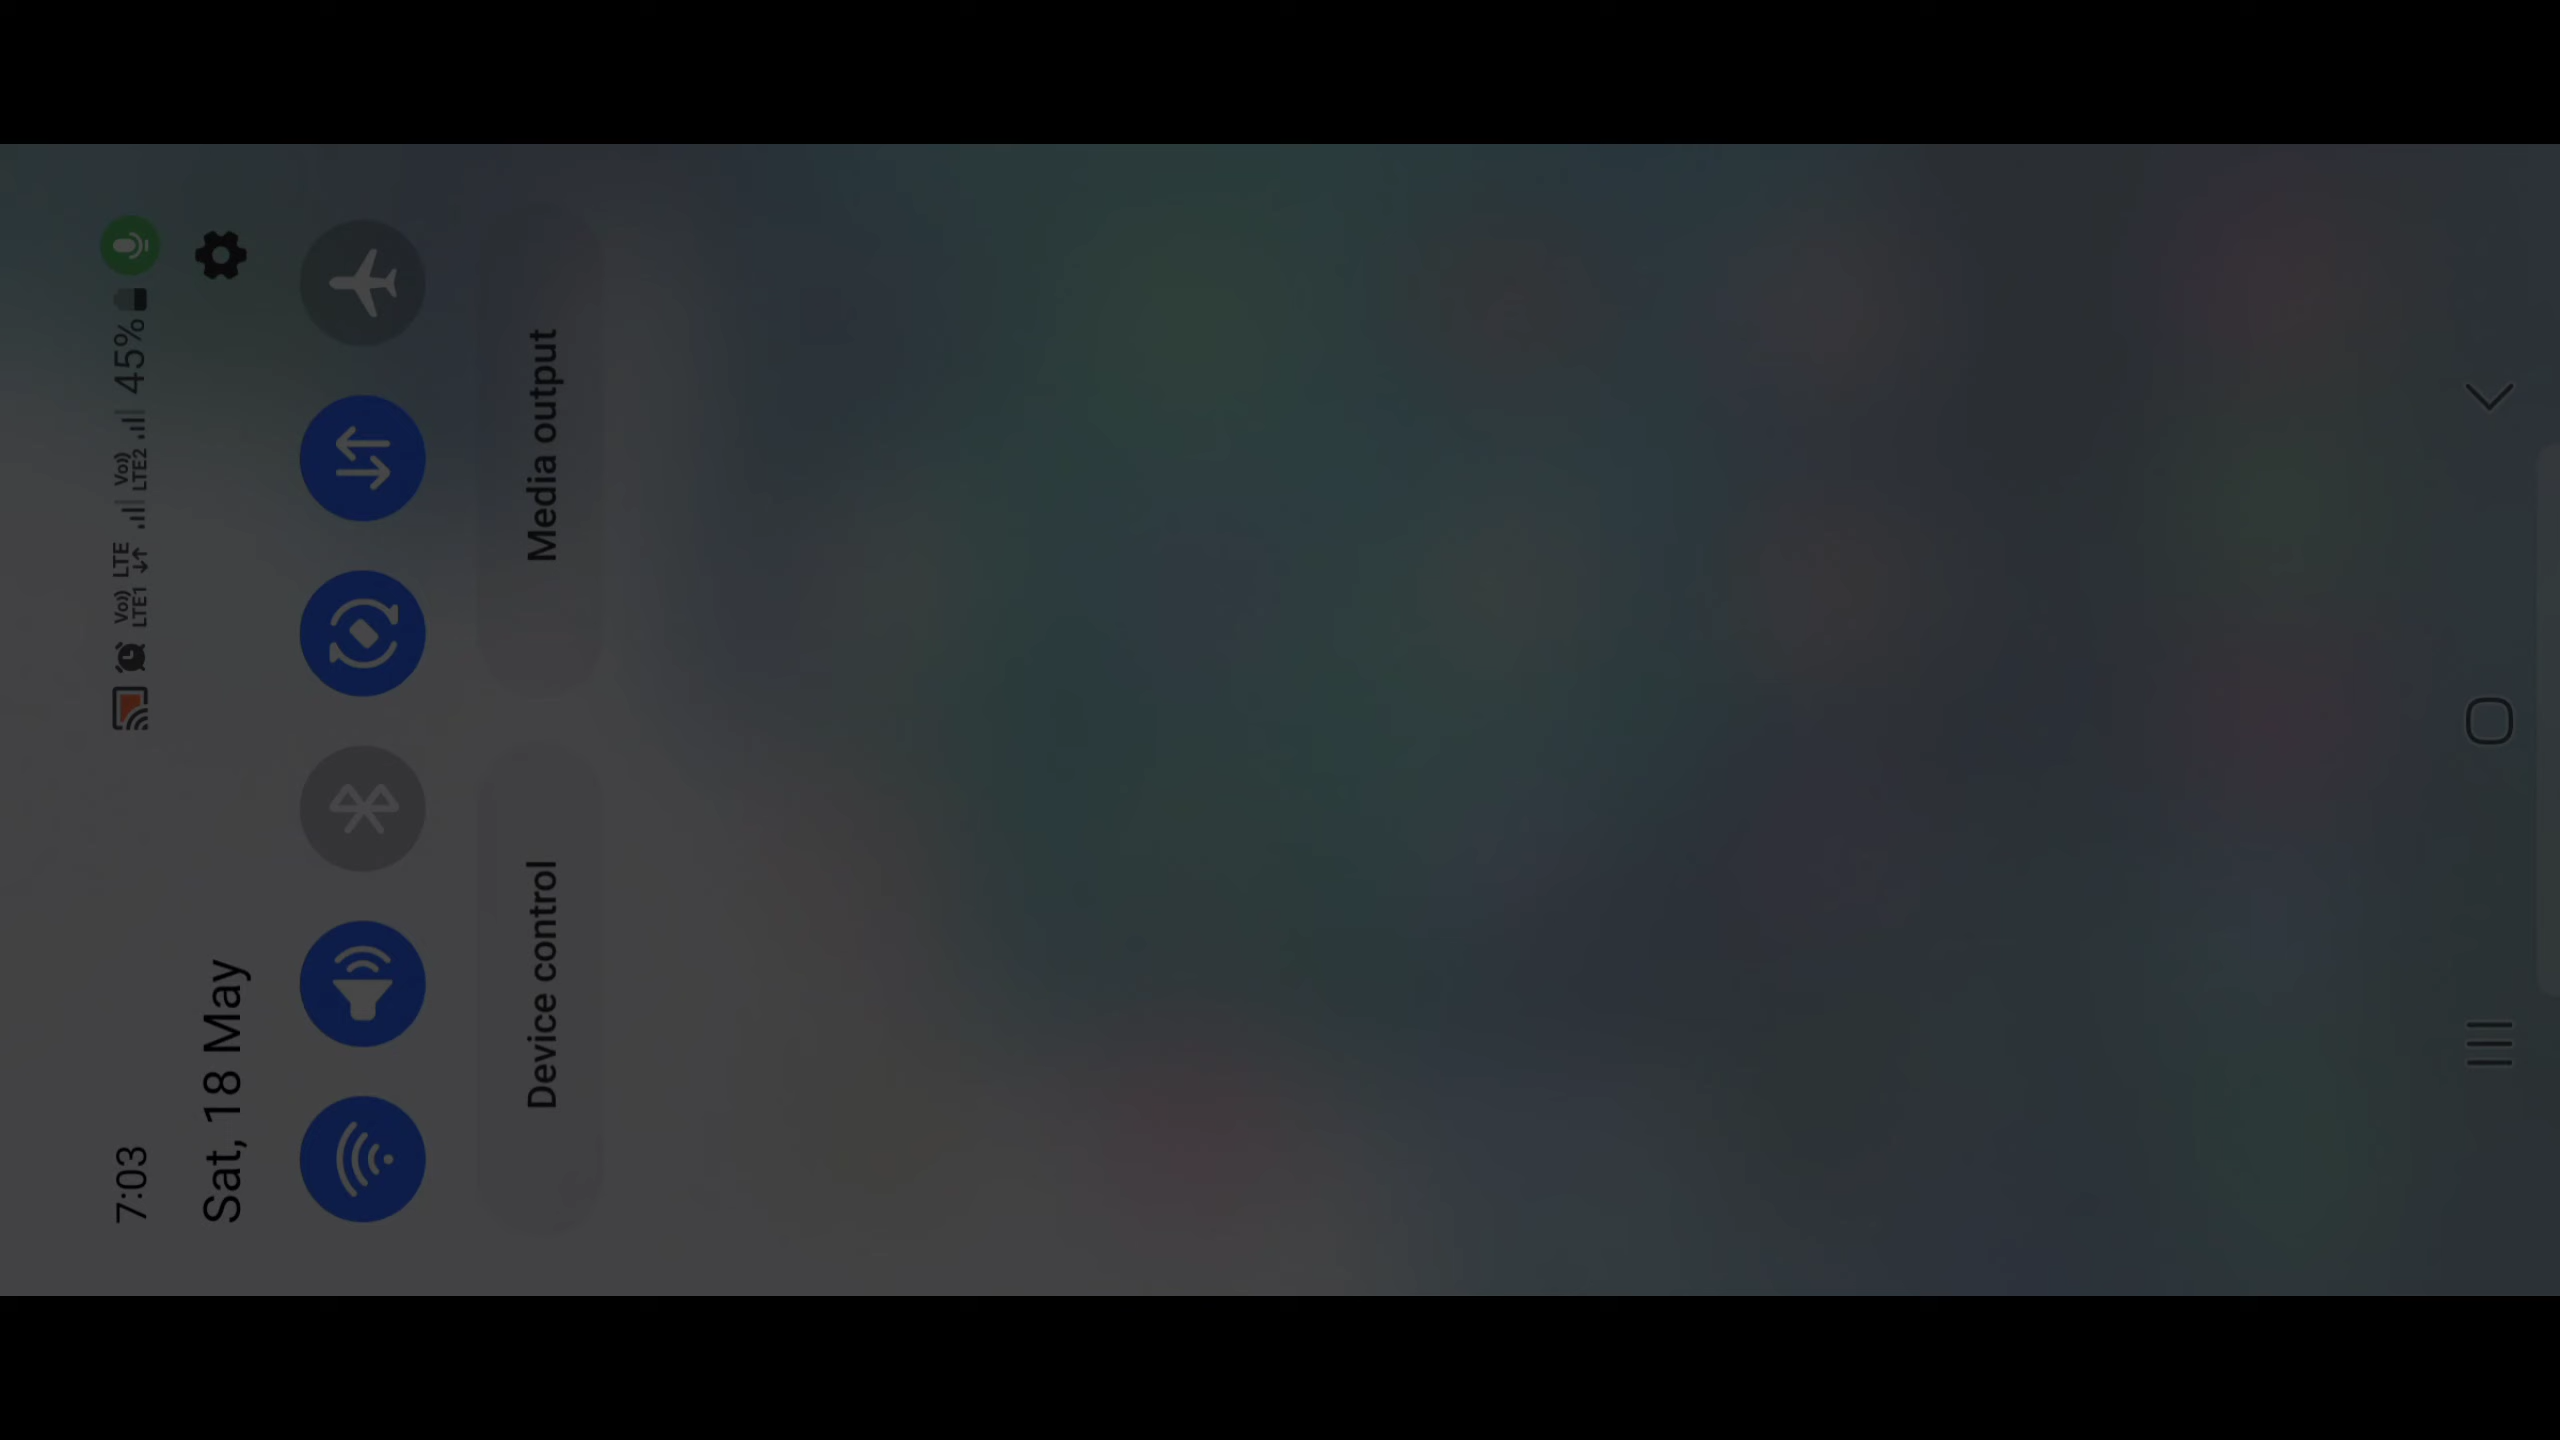 7:03 Vo)) LTE1 LTE Vo)) LTE2 45%
Sat, 18 May
Device control Media output